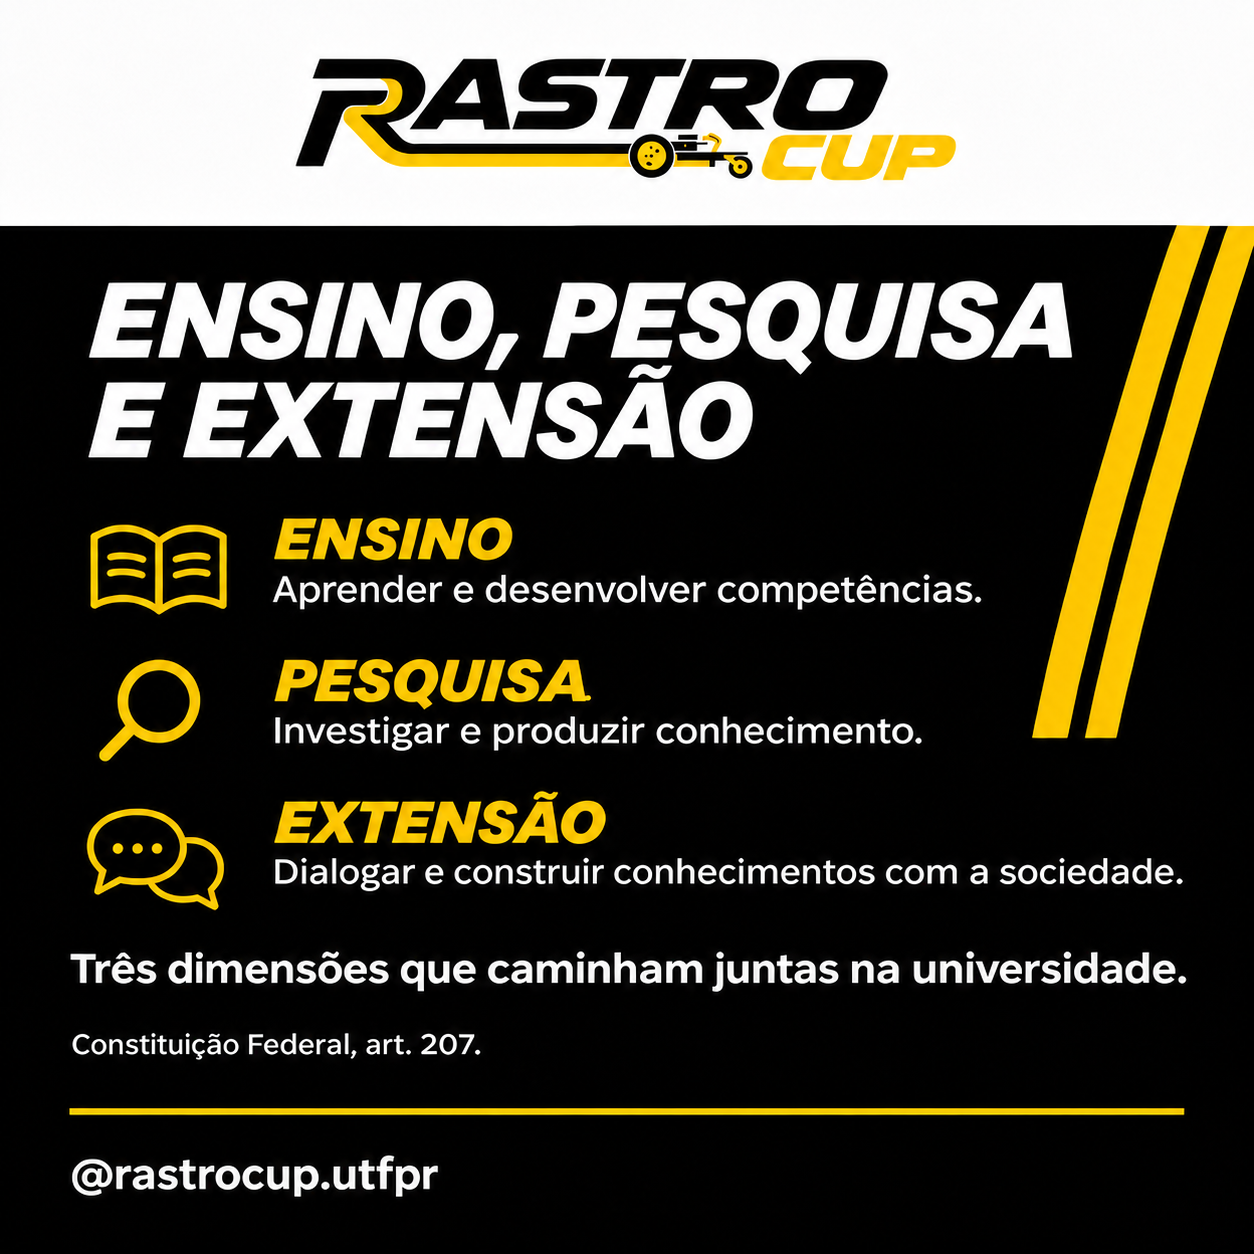 RASTRO
CUP
ENSINO, PESQUISA
E EXTENSÃO
ENSINO
Aprender e desenvolver competências.
PESQUISA
Investigar e produzir conhecimento.
EXTENSÃO
Dialogar e construir conhecimentos com a sociedade.
Três dimensões que caminham juntas na universidade.
Constituição Federal, art. 207.
@rastrocup.utfpr